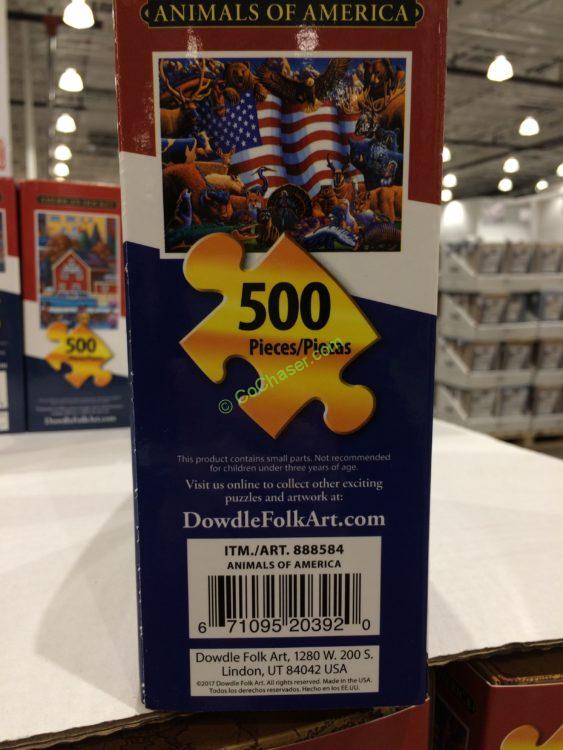 ANIMALS OF AMERICA
500
Pieces/Piezas
© CoChaser.com
This product contains small parts. Not recommended
for children under three years of age.
Visit us online to collect other exciting
puzzles and artwork at:
DowdleFolkArt.com
ITM./ART. 888584
ANIMALS OF AMERICA
6 71095 20392 0
Dowdle Folk Art, 1280 W. 200 S.
Lindon, UT 84042 USA
©2017 Dowdle Folk Art. All rights reserved. Made in the USA.
Todos los derechos reservados. Hecho en los EE.UU.
500